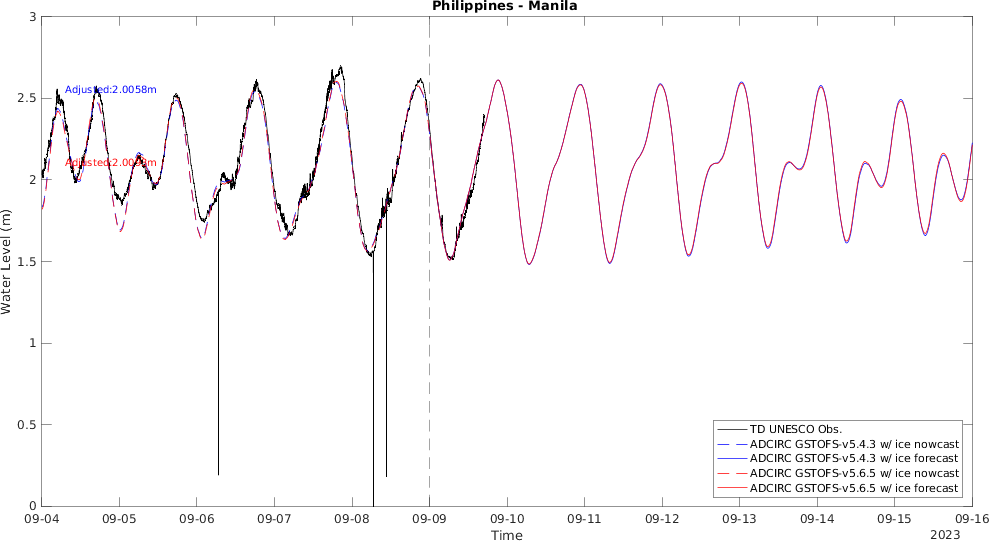 Philippines - Manila
3
2.5
2
1.5
1
0.5
0
Water Level (m)
Adjusted:2.0058m
09-04 09-05 09-06 09-07 09-08 09-09 09-10 09-11 09-12 09-13 09-14 09-15 09-16
Time
2023
TD UNESCO Obs.
ADCIRC GSTOFS-v5.4.3 w/ ice nowcast
ADCIRC GSTOFS-v5.4.3 w/ ice forecast
ADCIRC GSTOFS-v5.6.5 w/ ice nowcast
ADCIRC GSTOFS-v5.6.5 w/ ice forecast